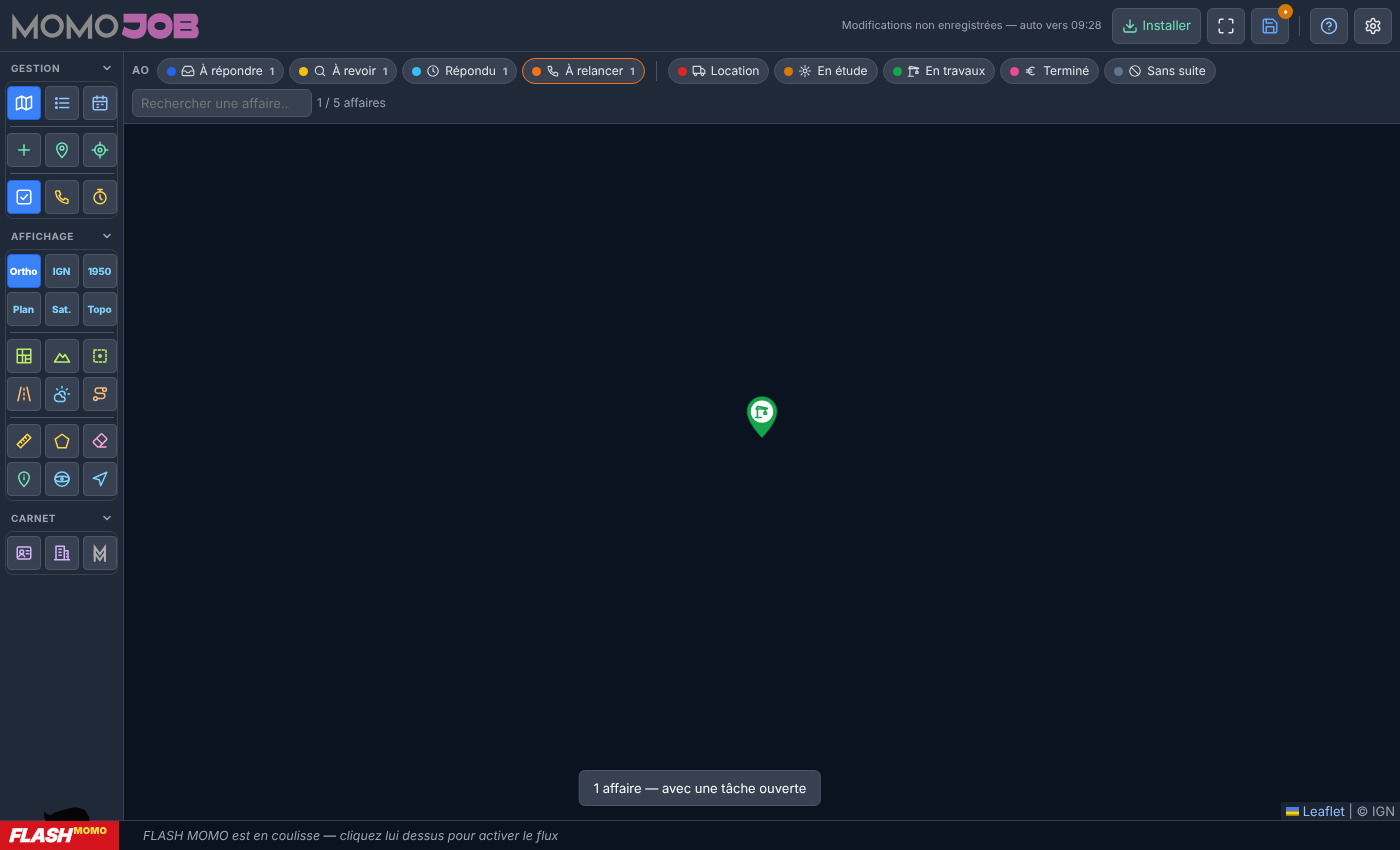 MOMOJOB
Modifications non enregistrées — auto vers 09:28
Installer
GESTION
AO
À répondre 1
À revoir 1
Répondu 1
À relancer 1
Location
En étude
En travaux
Terminé
Sans suite
Rechercher une affaire..
1 / 5 affaires
AFFICHAGE
Ortho
IGN
1950
Plan
Sat.
Topo
CARNET
1 affaire — avec une tâche ouverte
Leaflet | © IGN
FLASH MOMO
FLASH MOMO est en coulisse — cliquez lui dessus pour activer le flux